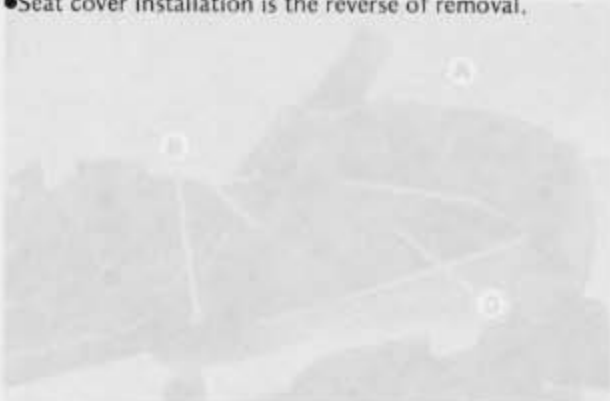 ●Seat cover installation is the reverse of removal.
A